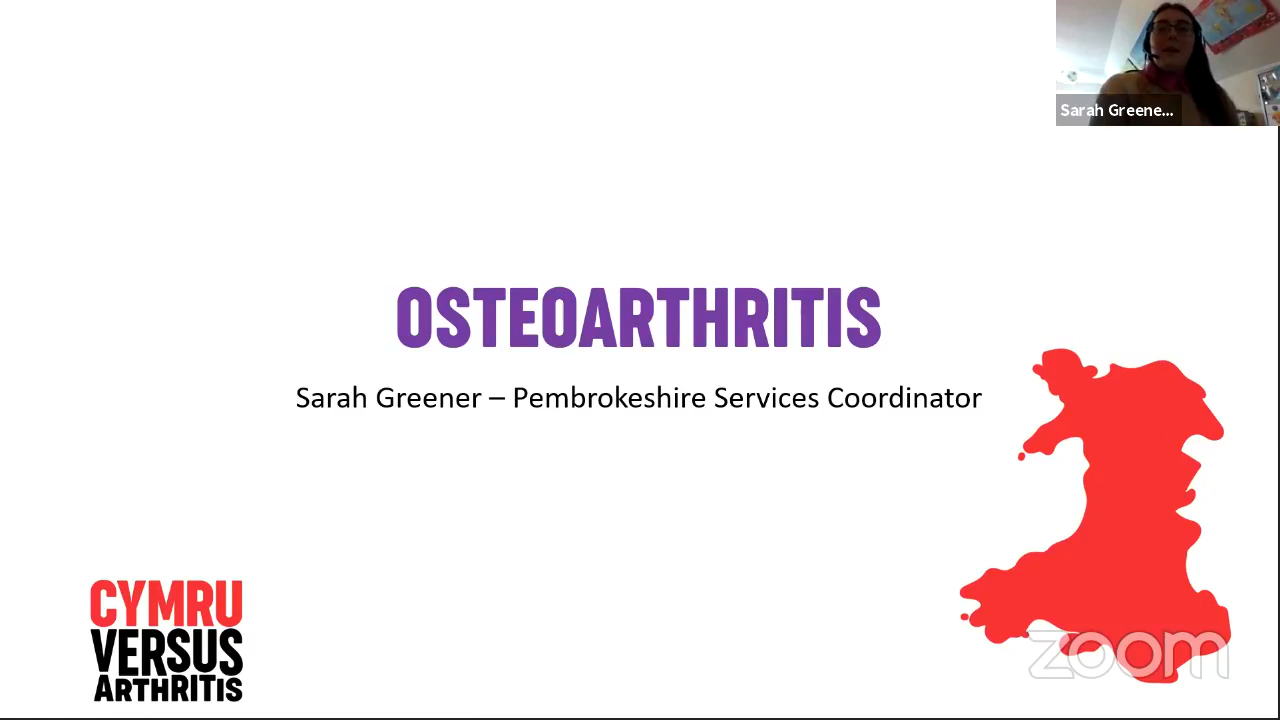 Sarah Greene...
OSTEOARTHRITIS
Sarah Greener – Pembrokeshire Services Coordinator
CYMRU
VERSUS
ARTHRITIS
zoom